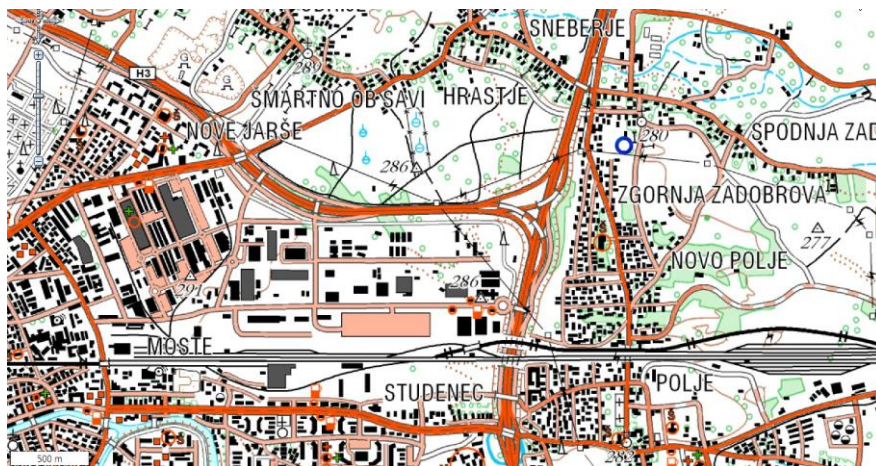 SNEBERJE
H3
289
ŠMARTNO OB SAVI
HRASTJE
NOVE JARŠE
280
SPODNJA ZAD
286
ZGORNJA ZADOBROVA
277
NOVO POLJE
291
286
MOSTE
STUDENEC
POLJE
282
500 m